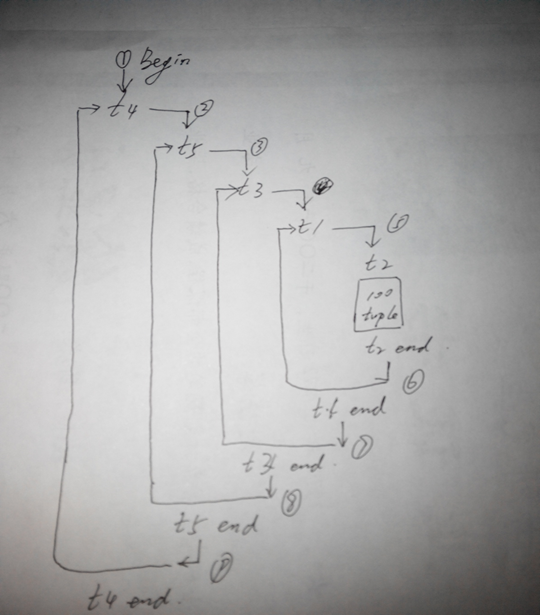 ① Begin
t4 ②
t5 ③
t3
t1 ⑤
t2
100
tuple
t2 end
⑥
t1 end
⑦
t3 end.
⑧
t5 end
⑨
t4 end.